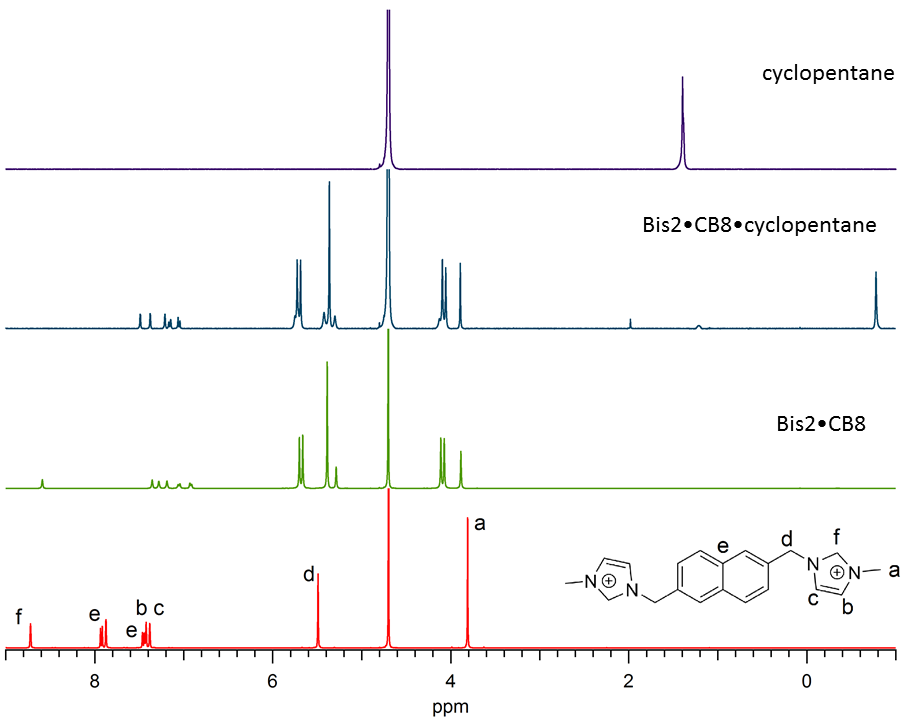 cyclopentane
Bis2•CB8•cyclopentane
Bis2•CB8
a
d
f
e
e
b c
e
d
f
N
N
+
N
N
+
a
c
b
8
6
4
2
0
ppm